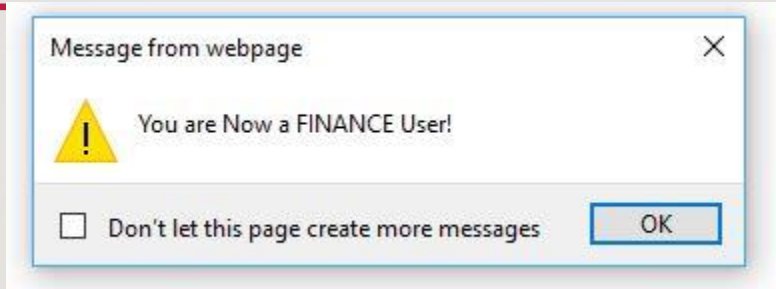 Message from webpage
You are Now a FINANCE User!
Don't let this page create more messages
OK